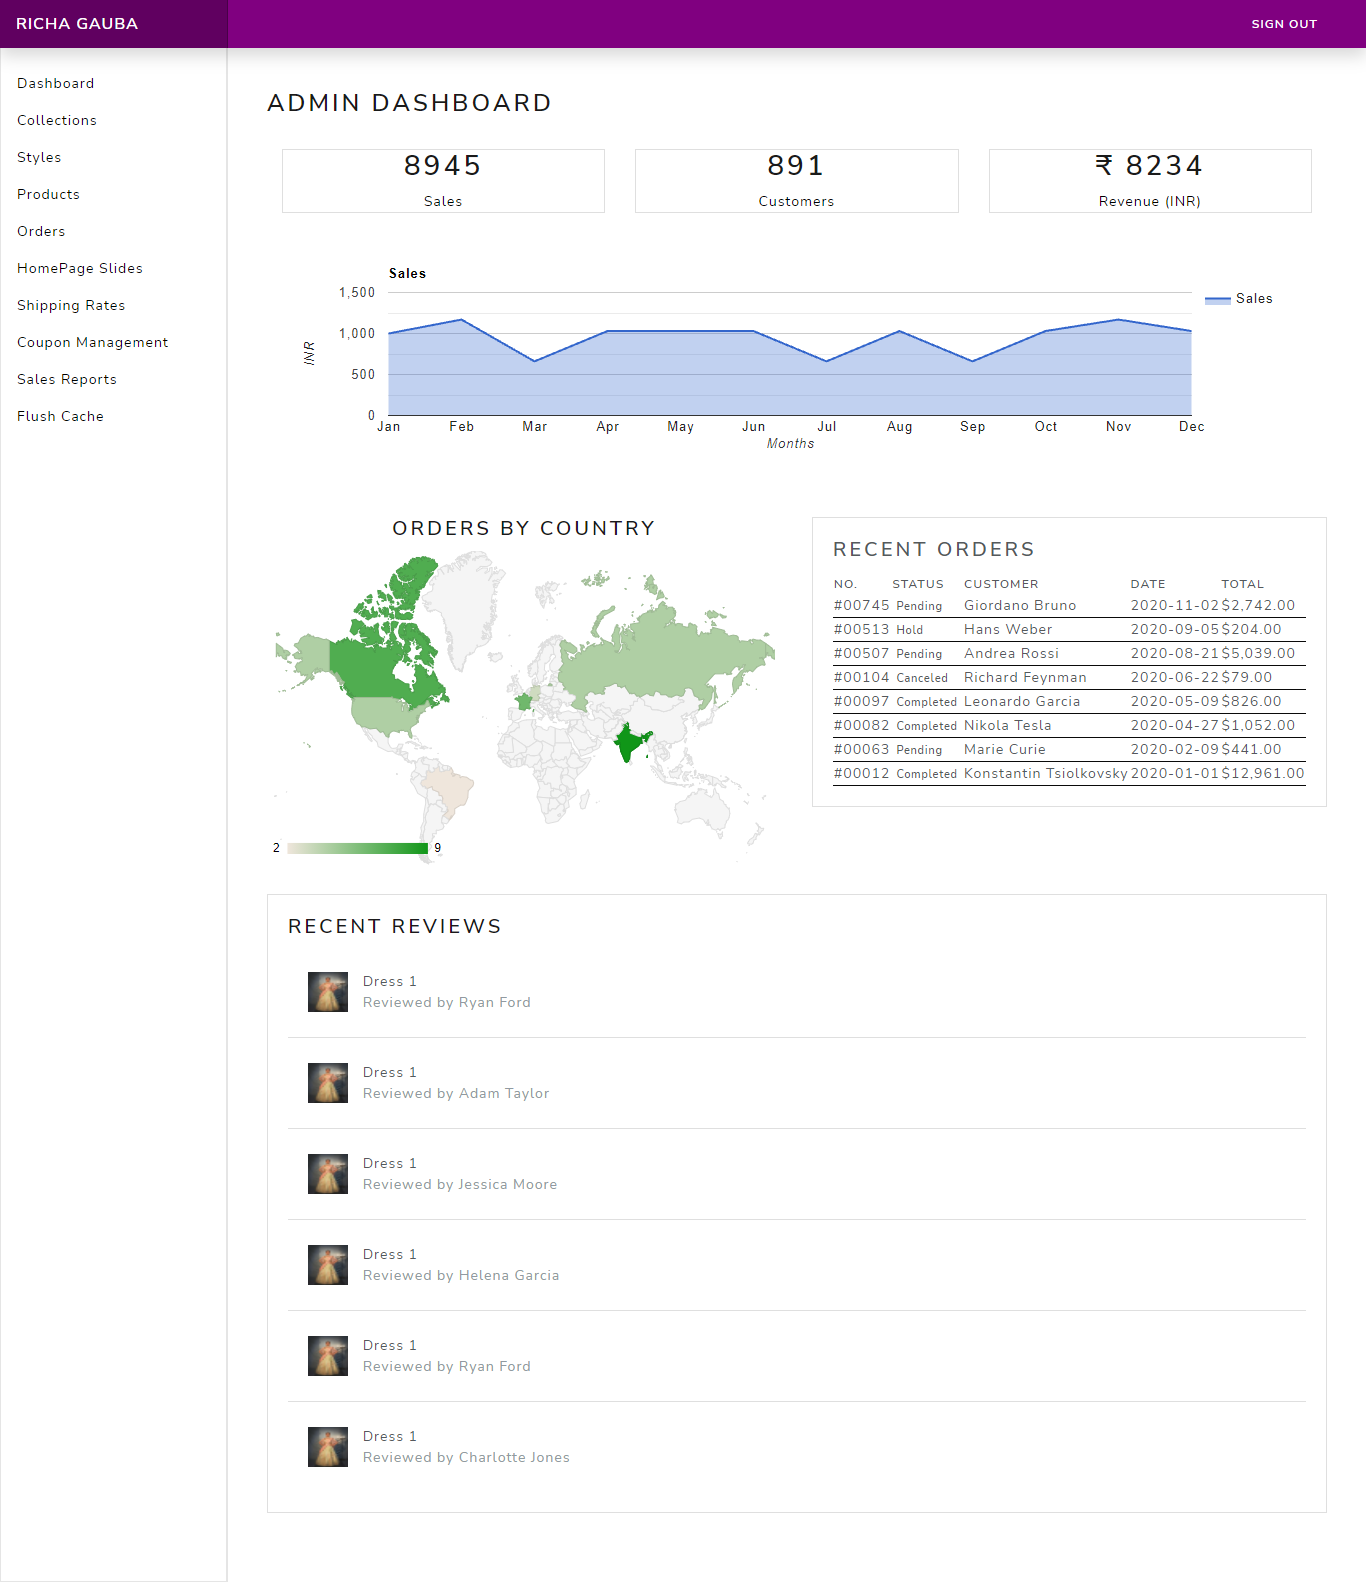 RICHA GAUBA
SIGN OUT
Dashboard
Collections
Styles
Products
Orders
HomePage Slides
Shipping Rates
Coupon Management
Sales Reports
Flush Cache
ADMIN DASHBOARD
8945
Sales
891
Customers
₹ 8234
Revenue (INR)
Sales
1,500
1,000
500
0
INR
Jan Feb Mar Apr May Jun Jul Aug Sep Oct Nov Dec
Months
Sales
ORDERS BY COUNTRY
2 9
RECENT ORDERS
NO. STATUS CUSTOMER DATE TOTAL
#00745 Pending Giordano Bruno 2020-11-02 $2,742.00
#00513 Hold Hans Weber 2020-09-05 $204.00
#00507 Pending Andrea Rossi 2020-08-21 $5,039.00
#00104 Canceled Richard Feynman 2020-06-22 $79.00
#00097 Completed Leonardo Garcia 2020-05-09 $826.00
#00082 Completed Nikola Tesla 2020-04-27 $1,052.00
#00063 Pending Marie Curie 2020-02-09 $441.00
#00012 Completed Konstantin Tsiolkovsky 2020-01-01 $12,961.00
RECENT REVIEWS
Dress 1
Reviewed by Ryan Ford
Dress 1
Reviewed by Adam Taylor
Dress 1
Reviewed by Jessica Moore
Dress 1
Reviewed by Helena Garcia
Dress 1
Reviewed by Ryan Ford
Dress 1
Reviewed by Charlotte Jones